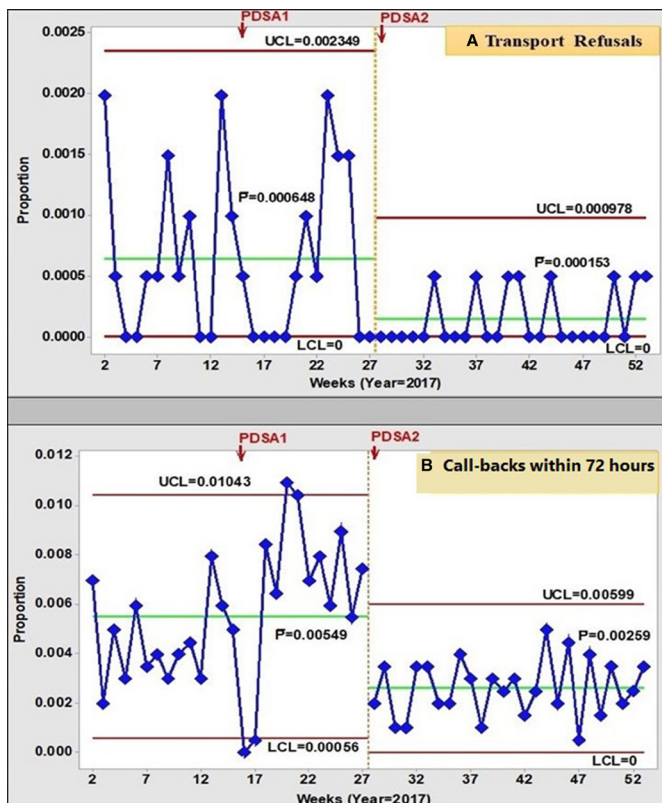 PDSA1 PDSA2
0.0025
UCL=0.002349
A Transport Refusals
0.0020
0.0015
P̅=0.000648
0.0010
UCL=0.000978
P̅=0.000153
0.0005
0.0000
LCL=0 LCL=0
Proportion
2 7 12 17 22 27 32 37 42 47 52
Weeks (Year=2017)
PDSA1 PDSA2
0.012
B Call-backs within 72 hours
UCL=0.01043
0.010
0.008
UCL=0.00599
0.006
P̅=0.00549 P̅=0.00259
0.004
0.002
LCL=0.00056 LCL=0
0.000
Proportion
2 7 12 17 22 27 32 37 42 47 52
Weeks (Year=2017)